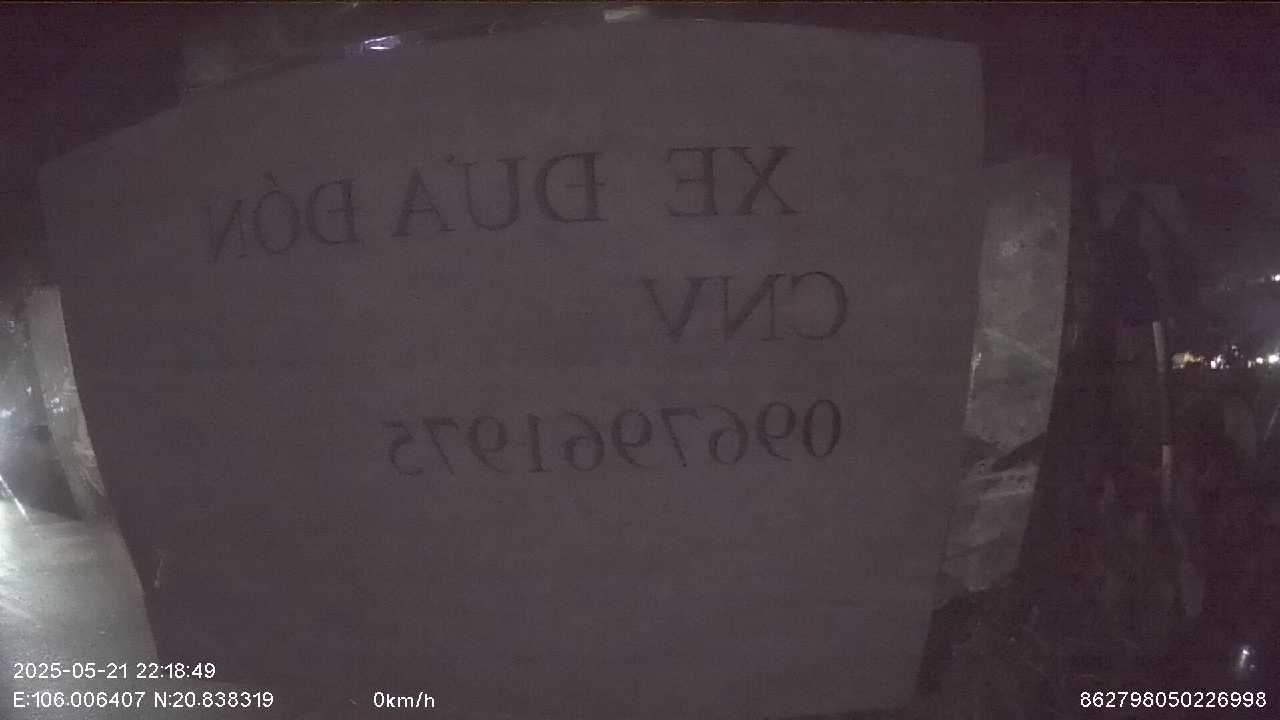 XE ĐƯA ĐÓN
CNV
0967961975
2025-05-21 22:18:49
E:106.006407 N:20.838319 0km/h
862798050226998